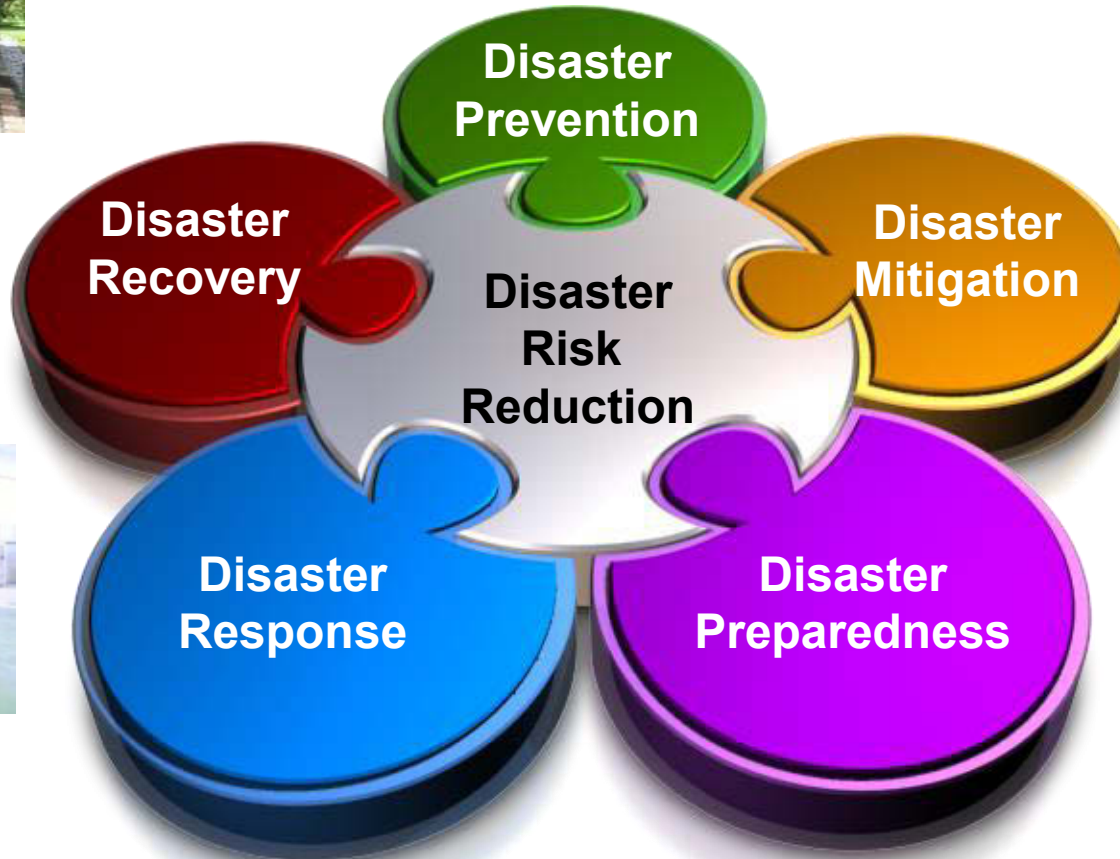 Disaster
Prevention
Disaster
Mitigation
Disaster
Preparedness
Disaster
Response
Disaster
Recovery
Disaster
Risk
Reduction